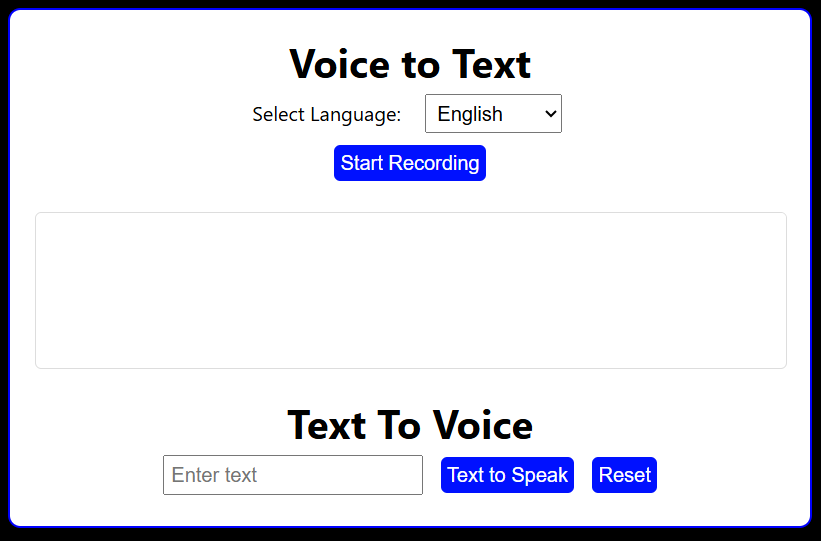 Voice to Text
Select Language: English
Start Recording
Text To Voice
Enter text Text to Speak Reset